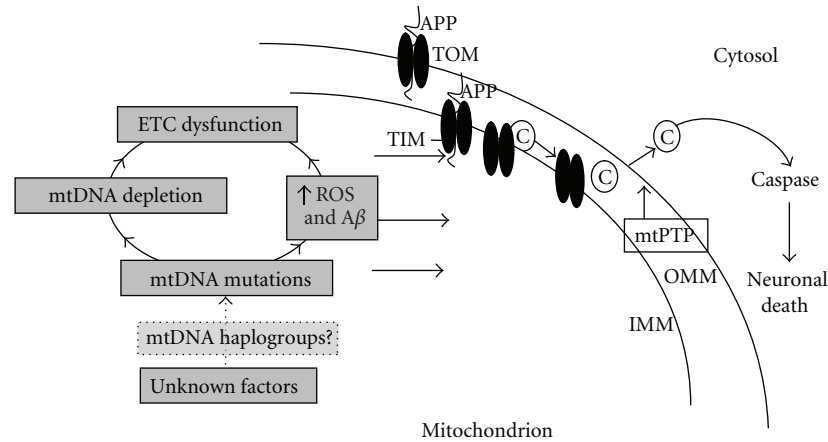 APP
TOM
Cytosol
APP
ETC dysfunction
TIM
C
C
C
mtDNA depletion
↑ ROS
and Aβ
Caspase
mtPTP
mtDNA mutations
OMM
Neuronal
death
IMM
mtDNA haplogroups?
Unknown factors
Mitochondrion